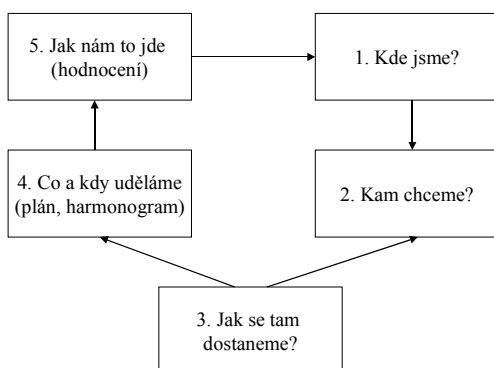 5. Jak nám to jde
(hodnocení)
1. Kde jsme?
4. Co a kdy uděláme
(plán, harmonogram)
2. Kam chceme?
3. Jak se tam
dostaneme?